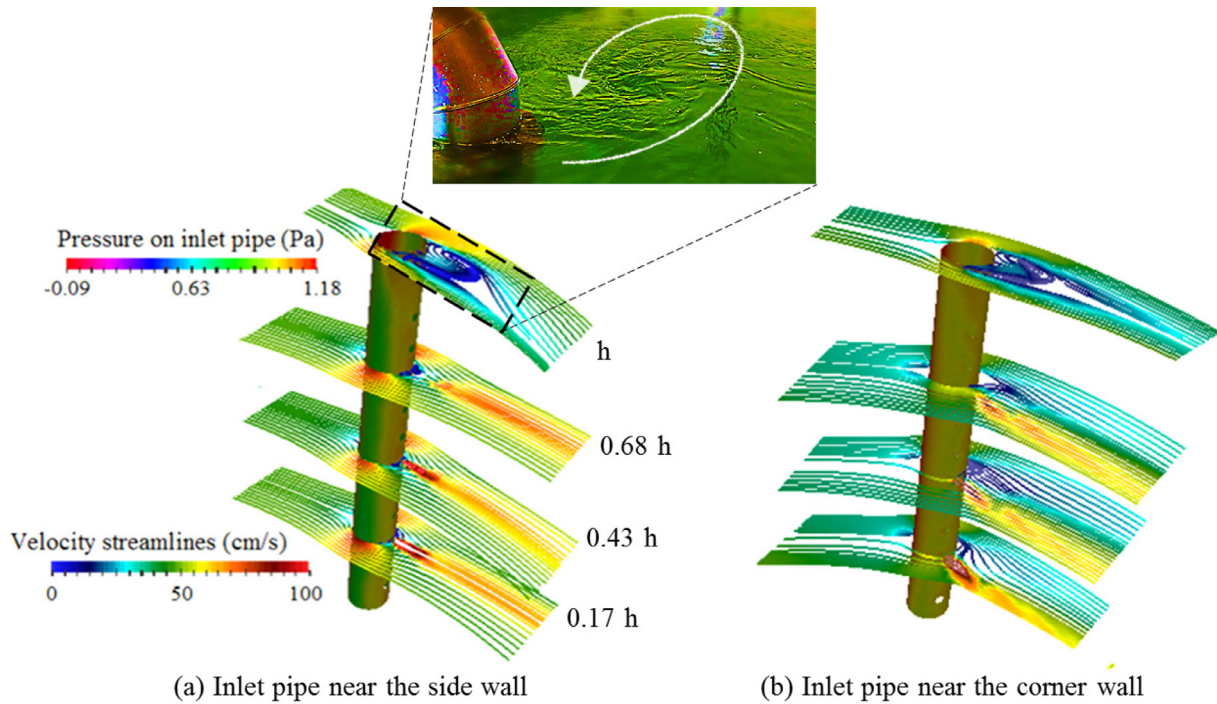 Pressure on inlet pipe (Pa)
-0.09 0.63 1.18
h
0.68 h
0.43 h
Velocity streamlines (cm/s)
0 50 100
0.17 h
(a) Inlet pipe near the side wall (b) Inlet pipe near the corner wall